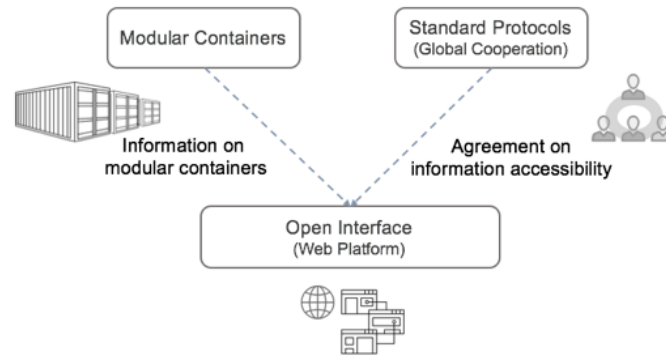 Modular Containers
Standard Protocols
(Global Cooperation)
Information on
modular containers
Agreement on
information accessibility
Open Interface
(Web Platform)